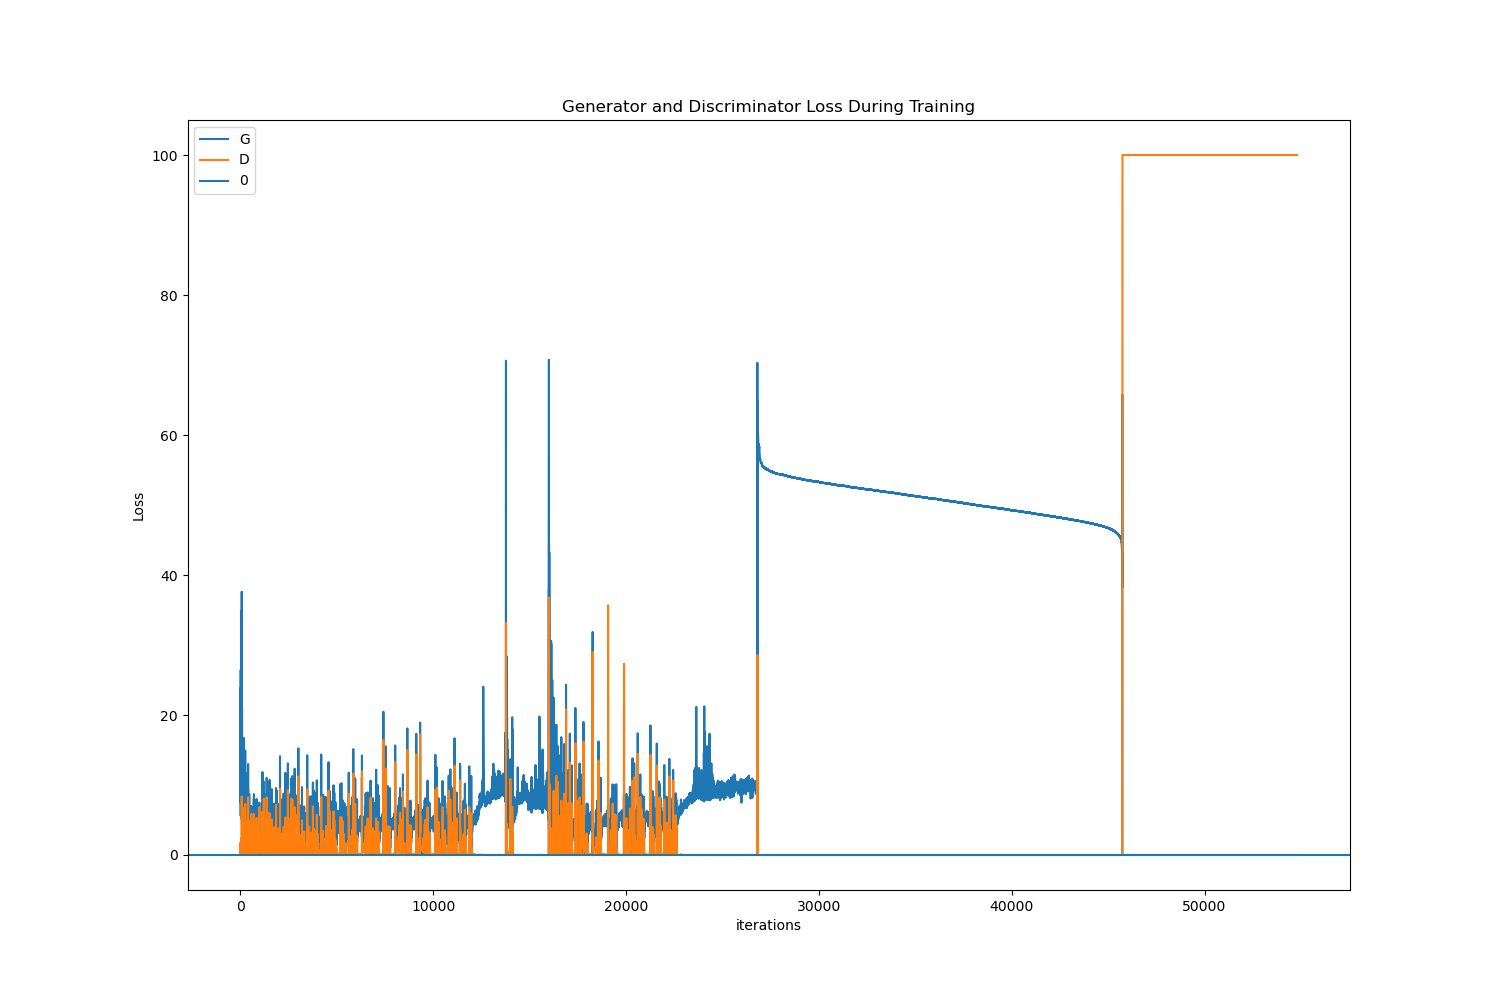 Generator and Discriminator Loss During Training
G
D
0
100
80
60
40
20
0
Loss
0 10000 20000 30000 40000 50000
iterations